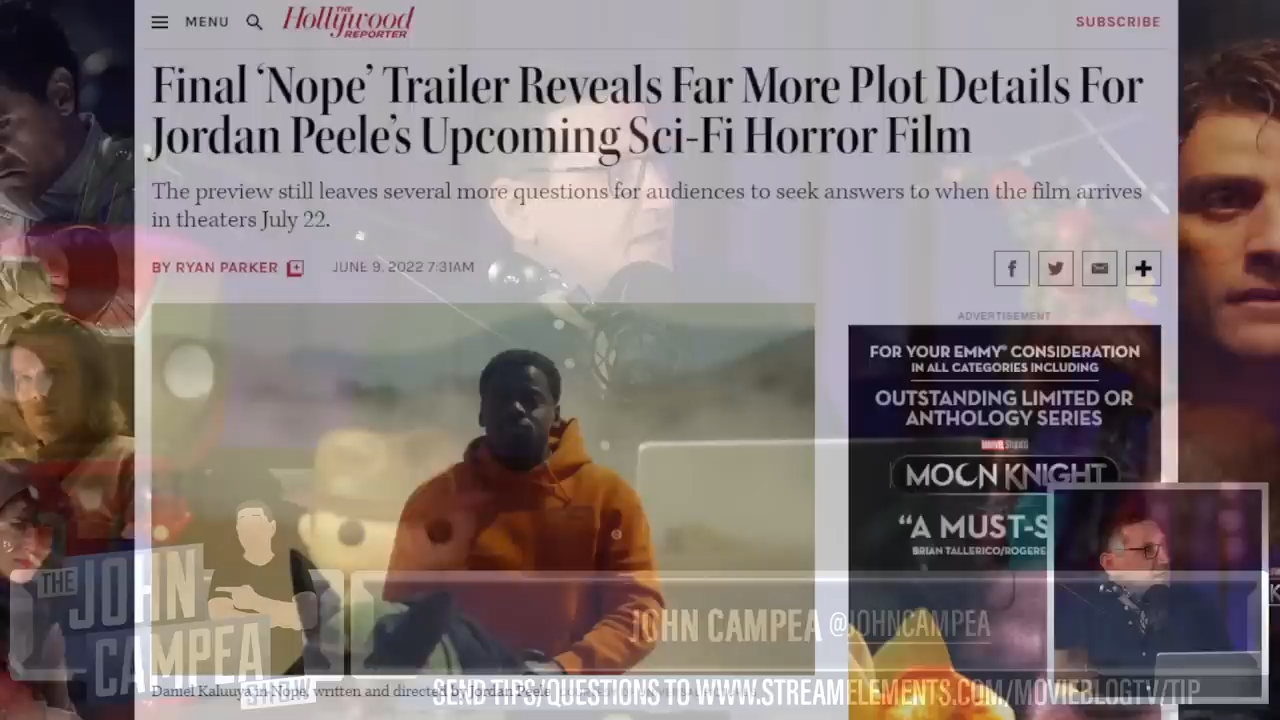 MENU
THE
Hollywood
REPORTER
SUBSCRIBE
Final ‘Nope’ Trailer Reveals Far More Plot Details For
Jordan Peele’s Upcoming Sci-Fi Horror Film
The preview still leaves several more questions for audiences to seek answers to when the film arrives
in theaters July 22.
BY RYAN PARKER
JUNE 9, 2022 7:31AM
ADVERTISEMENT
FOR YOUR EMMY® CONSIDERATION
IN ALL CATEGORIES INCLUDING
OUTSTANDING LIMITED OR
ANTHOLOGY SERIES
MARVEL STUDIOS
MOON KNIGHT
“A MUST-S
BRIAN TALLERICO/ROGERE
THE
JOHN
CAMPEA
SHOW
JOHN CAMPEA @JOHNCAMPEA
Daniel Kaluuya in Nope, written and directed by Jordan Peele
SEND TIPS/QUESTIONS TO WWW.STREAMELEMENTS.COM/MOVIEBLOGTV/TIP